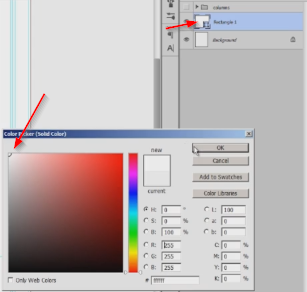 columns
Rectangle 1
Background
Color Picker (Solid Color)
new
current
OK
Cancel
Add to Swatches
Color Libraries
H: 0 °
S: 0 %
B: 100 %
R: 255
G: 255
B: 255
L: 100
a: 0
b: 0
C: 0 %
M: 0 %
Y: 0 %
K: 0 %
Only Web Colors
# ffffff